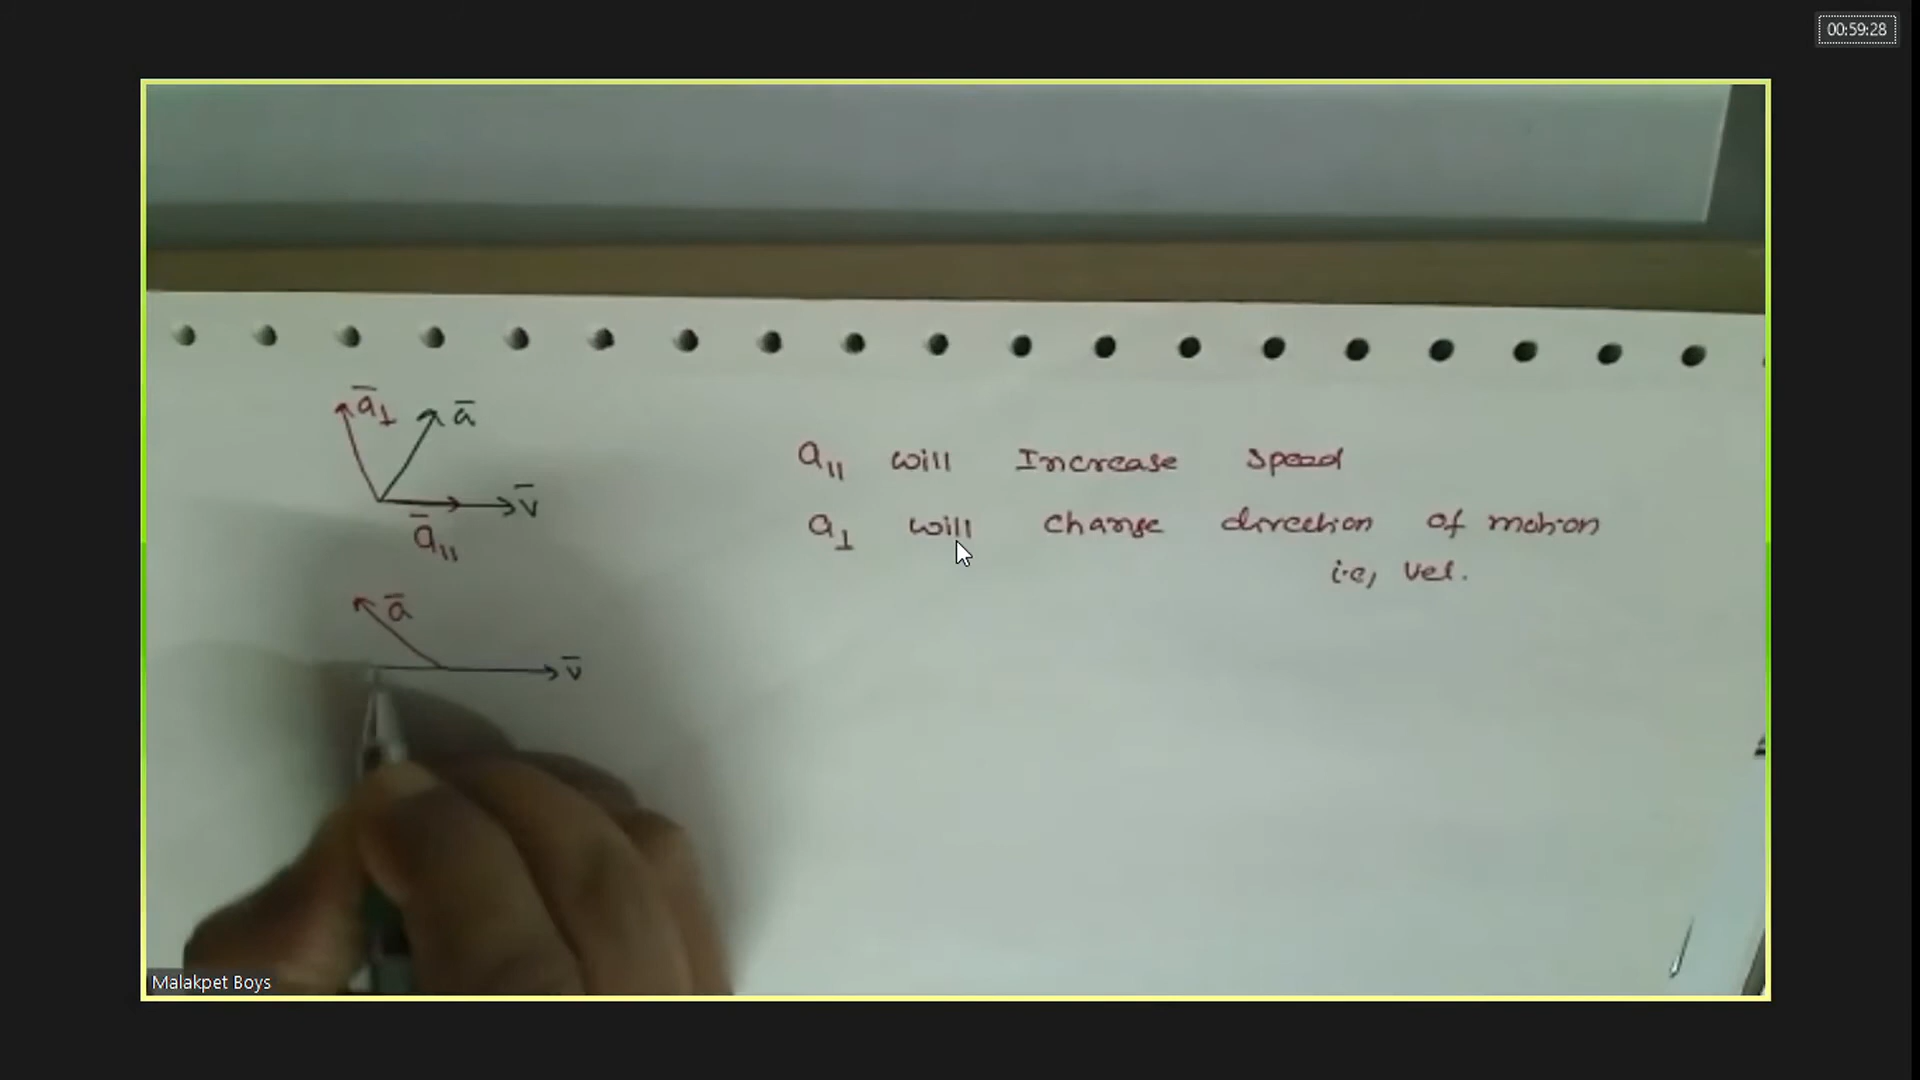 00:59:28
a̅⊥ a̅
v̅
a̅||
a|| will Increase speed
a⊥ will change direction of motion
i.e, vel.
a̅
v̅
Malakpet Boys